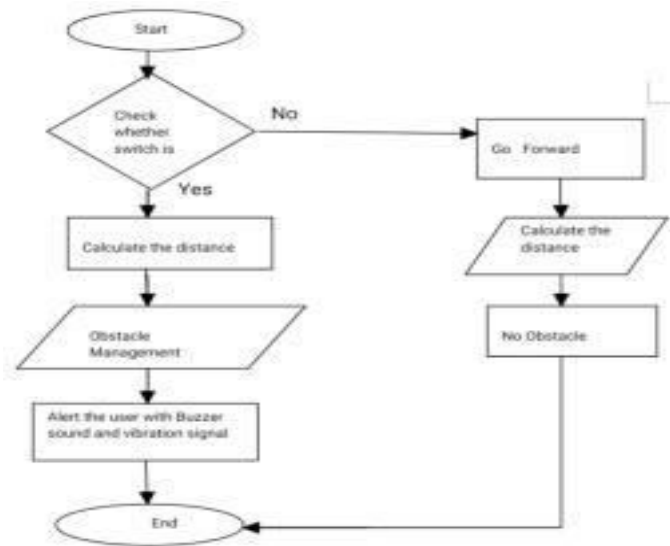 Start
Check
whether
switch is
No
Yes
Go Forward
Calculate the distance
Calculate the
distance
Obstacle
Management
No Obstacle
Alert the user with Buzzer
sound and vibration signal
End